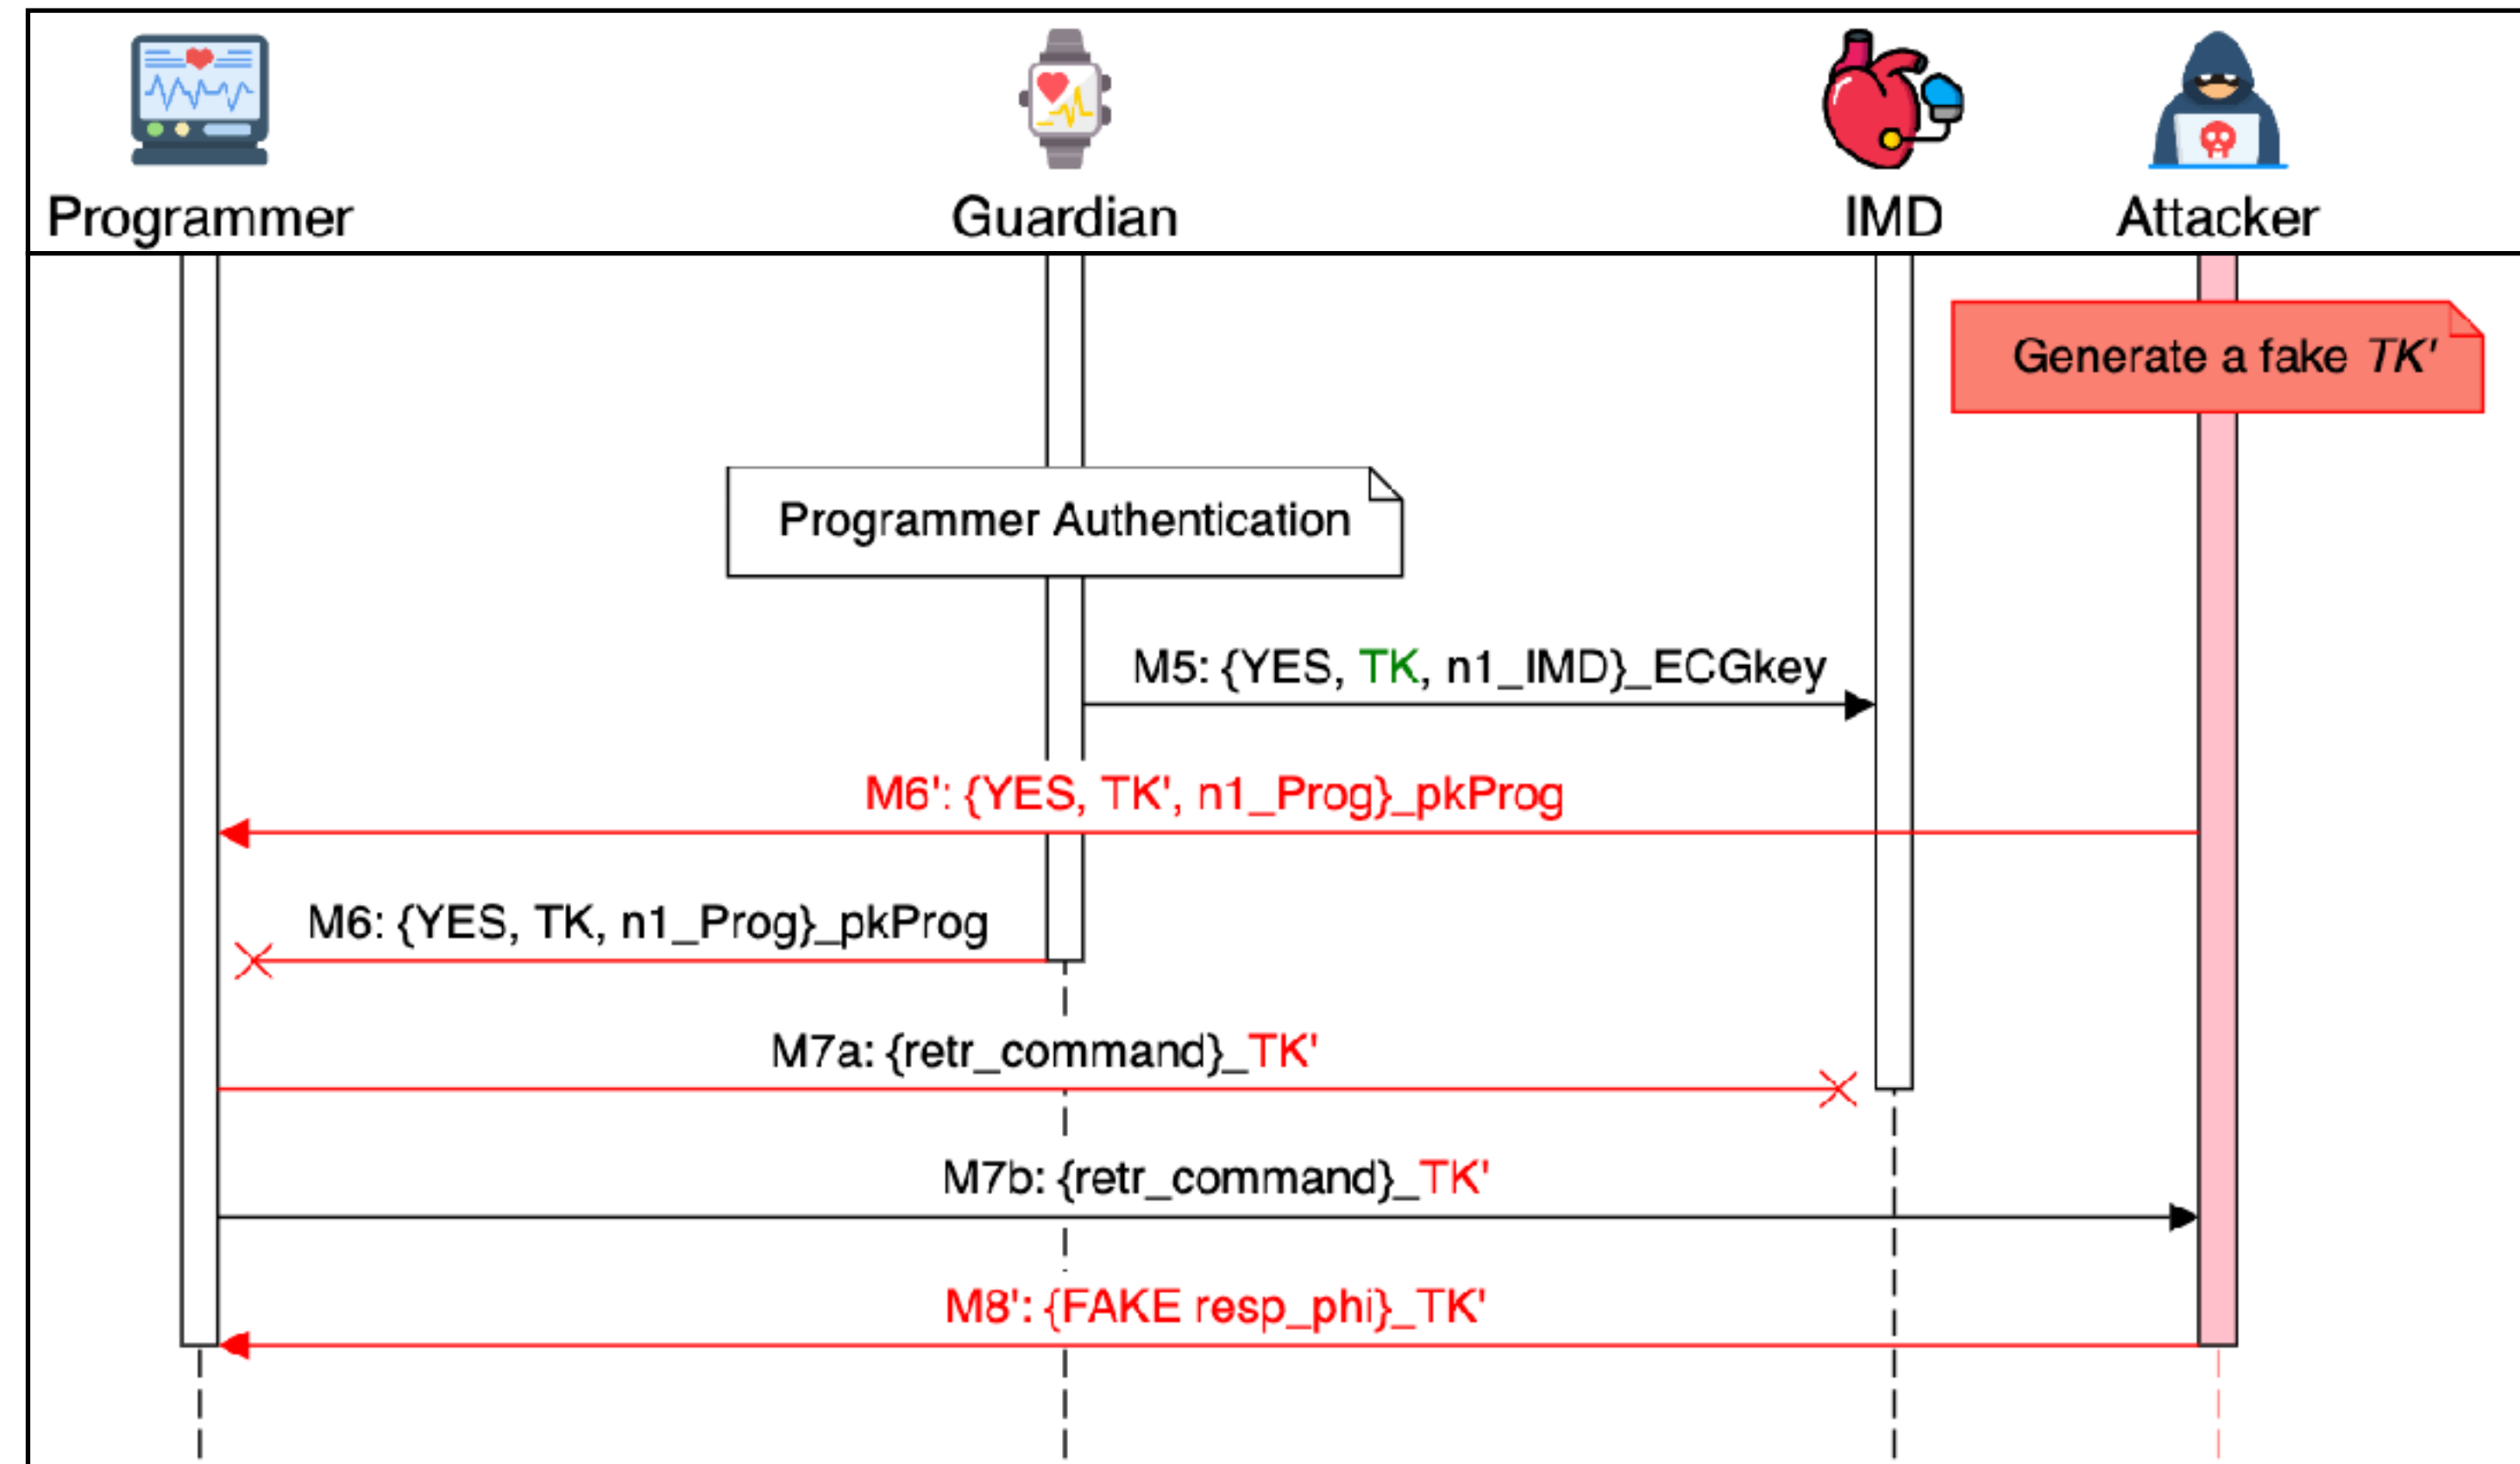 Programmer
Guardian
IMD
Attacker
Generate a fake TK'
Programmer Authentication
M5: {YES, TK, n1_IMD}_ECGkey
M6': {YES, TK', n1_Prog}_pkProg
M6: {YES, TK, n1_Prog}_pkProg
M7a: {retr_command}_TK'
M7b: {retr_command}_TK'
M8': {FAKE resp_phi}_TK'